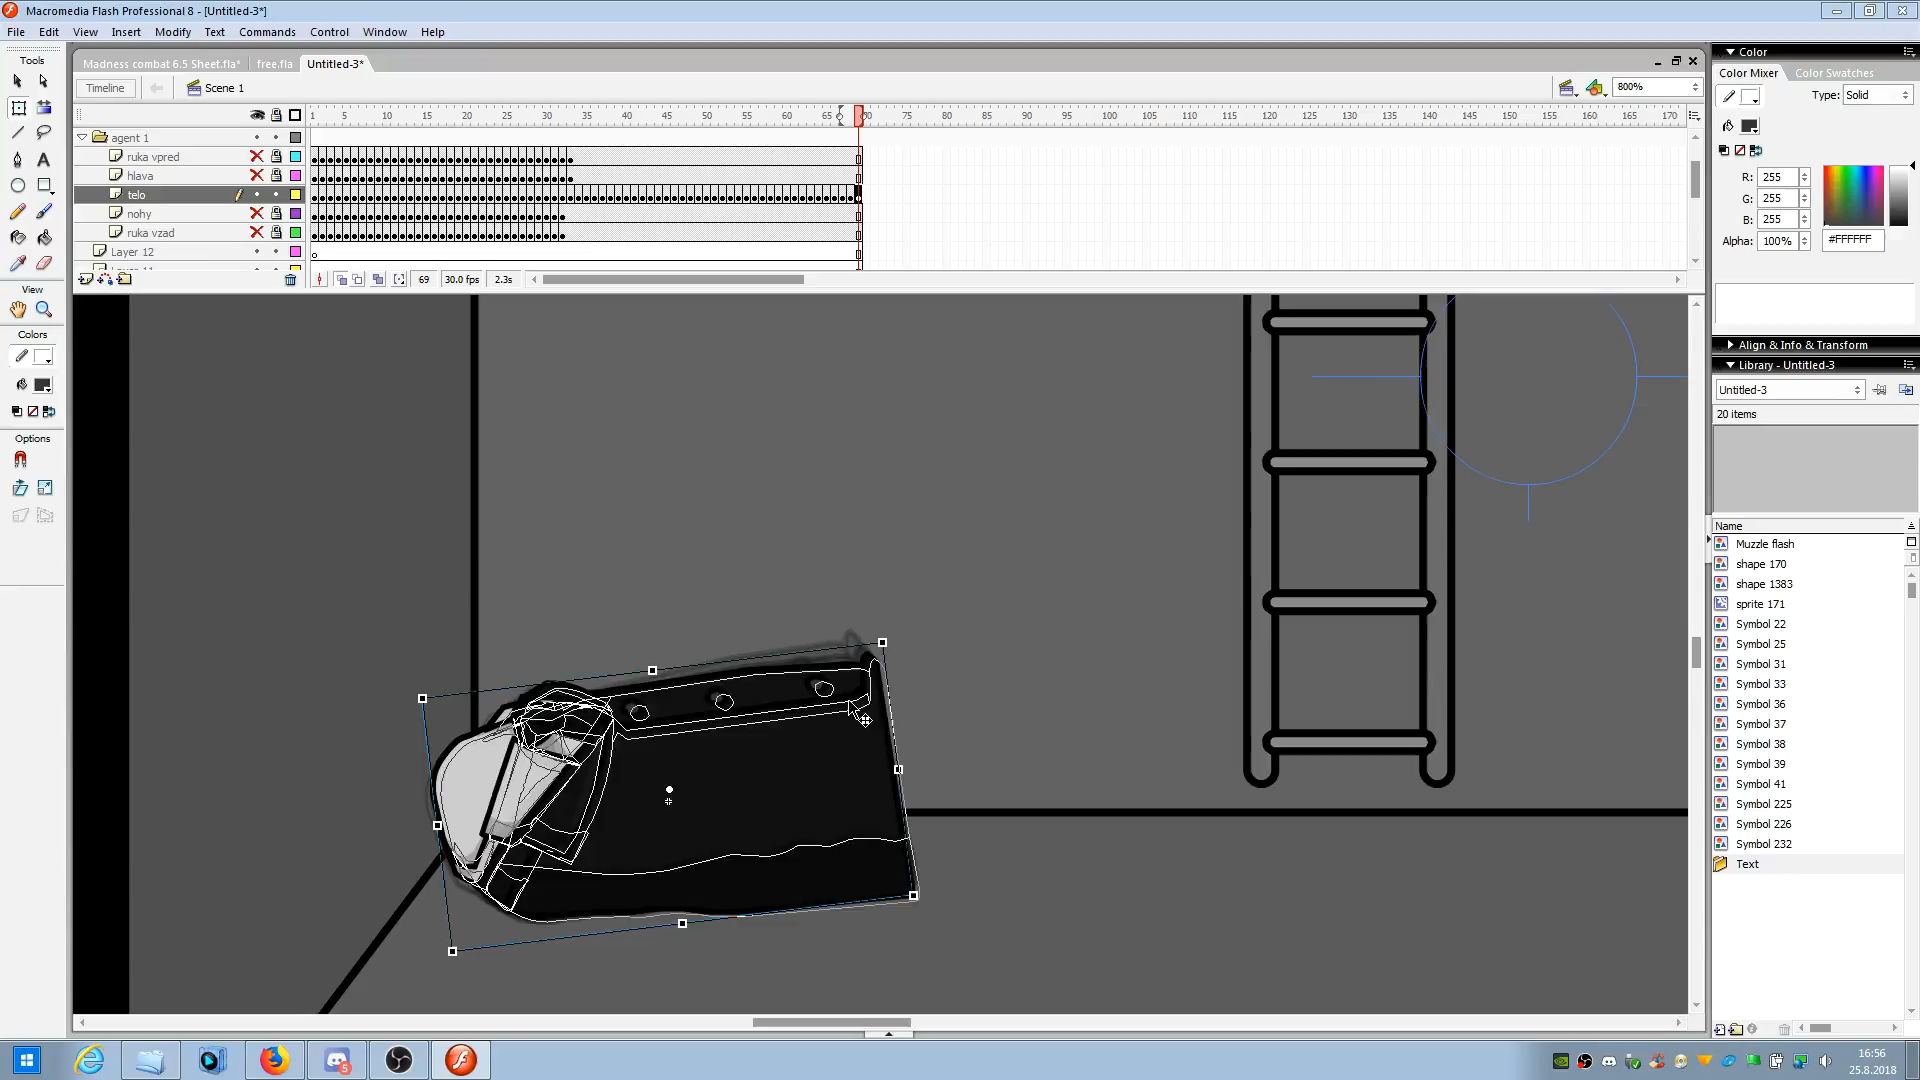 Macromedia Flash Professional 8 - [Untitled-3*]
File Edit View Insert Modify Text Commands Control Window Help
Tools
Madness combat 6.5 Sheet.fla* free.fla Untitled-3*
Timeline Scene 1 800%
1 5 10 15 20 25 30 35 40 45 50 55 60 65 70 75 80 85 90 95 100 105 110 115 120 125 130 135 140 145 150 155 160 165 170
agent 1
ruka vpred
hlava
telo
nohy
ruka vzad
Layer 12
69 30.0 fps 2.3s
View
Colors
Options
Color
Color Mixer Color Swatches
Type: Solid
R: 255
G: 255
B: 255
Alpha: 100% #FFFFFF
Align & Info & Transform
Library - Untitled-3
Untitled-3
20 items
Name
Muzzle flash
shape 170
shape 1383
sprite 171
Symbol 22
Symbol 25
Symbol 31
Symbol 33
Symbol 36
Symbol 37
Symbol 38
Symbol 39
Symbol 41
Symbol 225
Symbol 226
Symbol 232
Text
5
16:56
25.8.2018